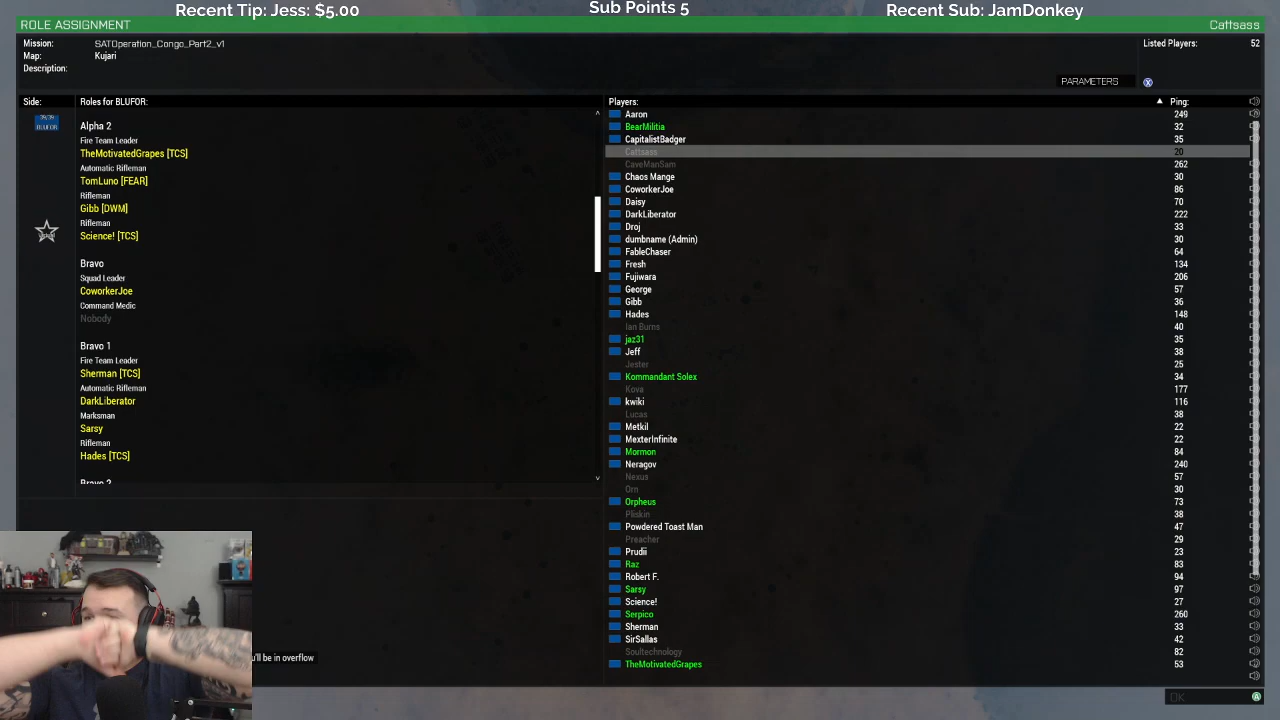 Recent Tip: Jess: $5.00
Sub Points 5
Recent Sub: JamDonkey
ROLE ASSIGNMENT
Cattsass
Mission: SATOperation_Congo_Part2_v1
Map: Kujari
Description:
Listed Players: 52
PARAMETERS
X
Side:
Roles for BLUFOR:
BLUFOR
Alpha 2
Fire Team Leader
TheMotivatedGrapes [TCS]
Automatic Rifleman
TomLuno [FEAR]
Rifleman
Gibb [DWM]
Rifleman
Science! [TCS]
Bravo
Squad Leader
CoworkerJoe
Command Medic
Nobody
Bravo 1
Fire Team Leader
Sherman [TCS]
Automatic Rifleman
DarkLiberator
Marksman
Sarsy
Rifleman
Hades [TCS]
Bravo 2
Players: Ping:
Aaron 249
BearMilitia 32
CapitalistBadger 35
Cattsass 20
CaveManSam 262
Chaos Mange 30
CoworkerJoe 86
Daisy 70
DarkLiberator 222
Droj 33
dumbname (Admin) 30
FableChaser 64
Fresh 134
Fujiwara 206
George 57
Gibb 36
Hades 148
Ian Burns 40
jaz31 35
Jeff 38
Jester 25
Kommandant Solex 34
Kova 177
kwiki 116
Lucas 38
Metkil 22
MexterInfinite 22
Mormon 84
Neragov 240
Nexus 57
Orn 30
Orpheus 73
Pliskin 38
Powdered Toast Man 47
Preacher 29
Prudii 23
Raz 83
Robert F. 94
Sarsy 97
Science! 27
Serpico 260
Sherman 33
SirSallas 42
Soultechnology 82
TheMotivatedGrapes 53
u'll be in overflow
OK
A